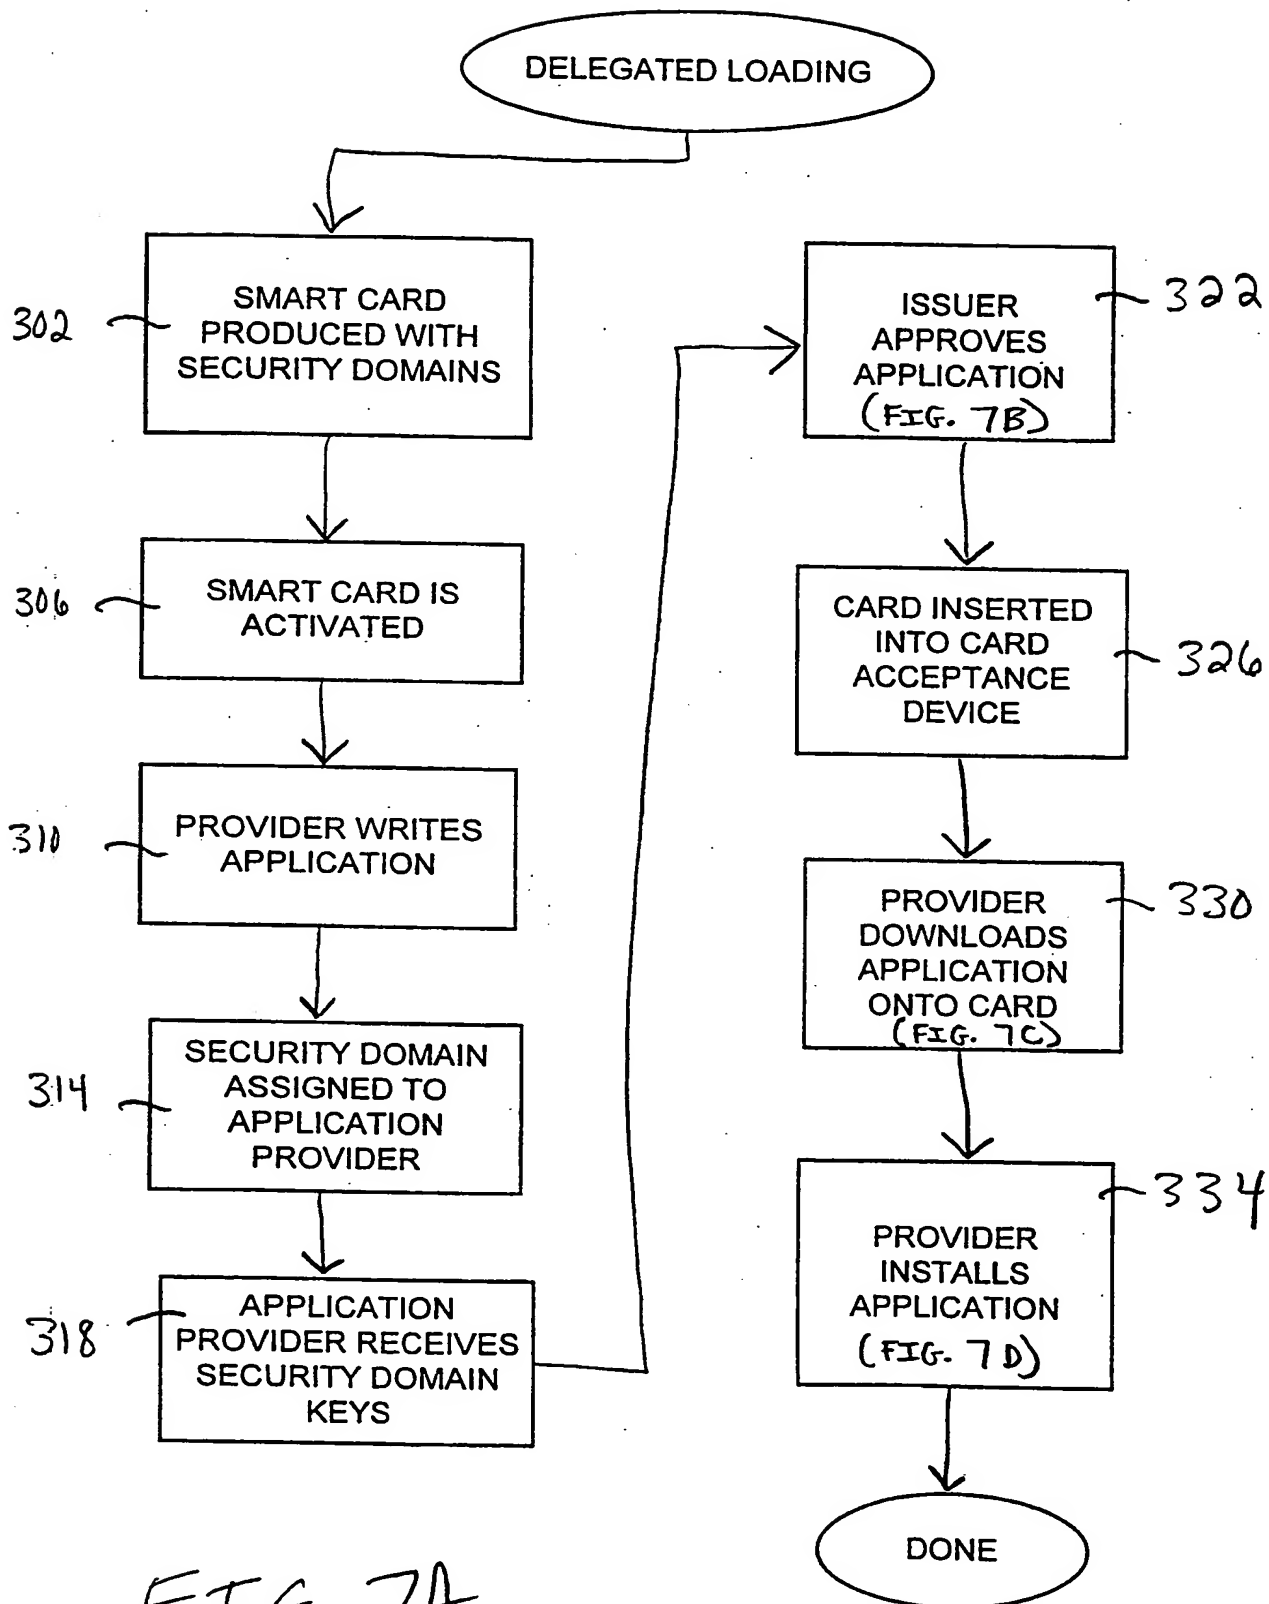 DELEGATED LOADING
302
SMART CARD
PRODUCED WITH
SECURITY DOMAINS
306
SMART CARD IS
ACTIVATED
310
PROVIDER WRITES
APPLICATION
314
SECURITY DOMAIN
ASSIGNED TO
APPLICATION
PROVIDER
318
APPLICATION
PROVIDER RECEIVES
SECURITY DOMAIN
KEYS
322
ISSUER
APPROVES
APPLICATION
(FIG. 7B)
326
CARD INSERTED
INTO CARD
ACCEPTANCE
DEVICE
330
PROVIDER
DOWNLOADS
APPLICATION
ONTO CARD
(FIG. 7C)
334
PROVIDER
INSTALLS
APPLICATION
(FIG. 7D)
DONE
FIG. 7A